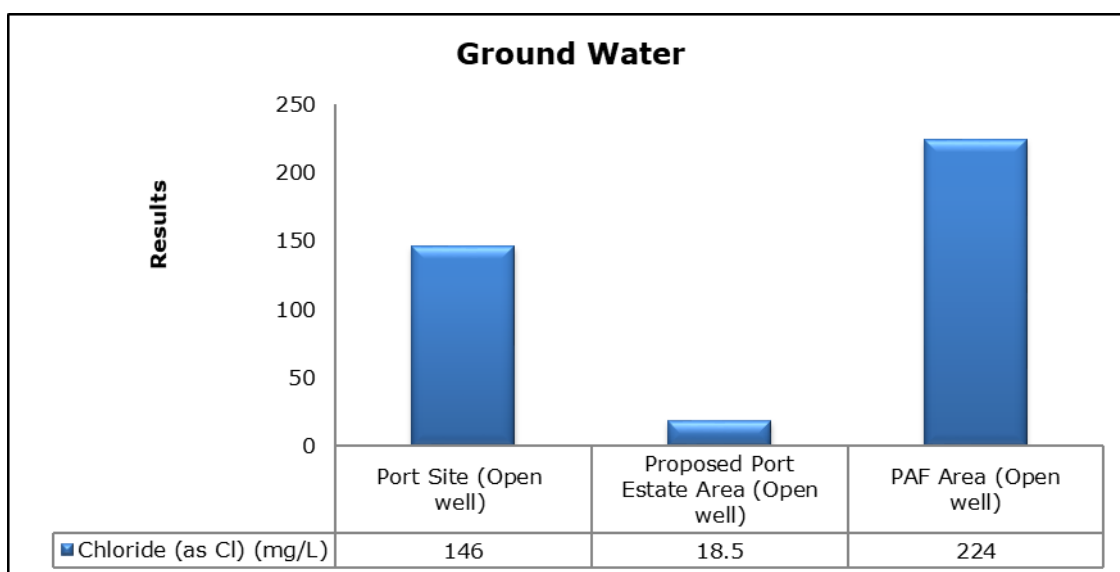 Ground Water
Results
250
200
150
100
50
0
Port Site (Open
well)
Proposed Port
Estate Area (Open
well)
PAF Area (Open
well)
Chloride (as Cl) (mg/L) 146 18.5 224